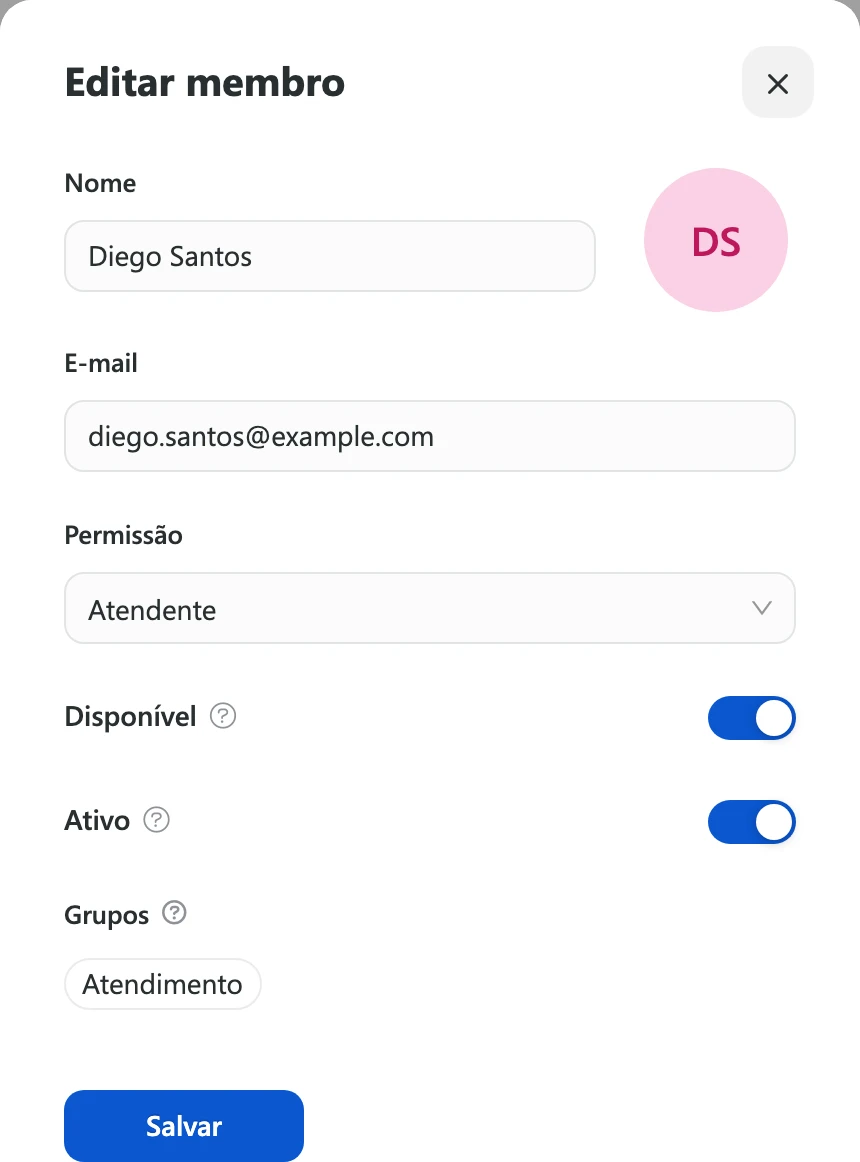 Editar membro
Nome
Diego Santos
DS
E-mail
diego.santos@example.com
Permissão
Atendente
Disponível ?
Ativo ?
Grupos ?
Atendimento
Salvar